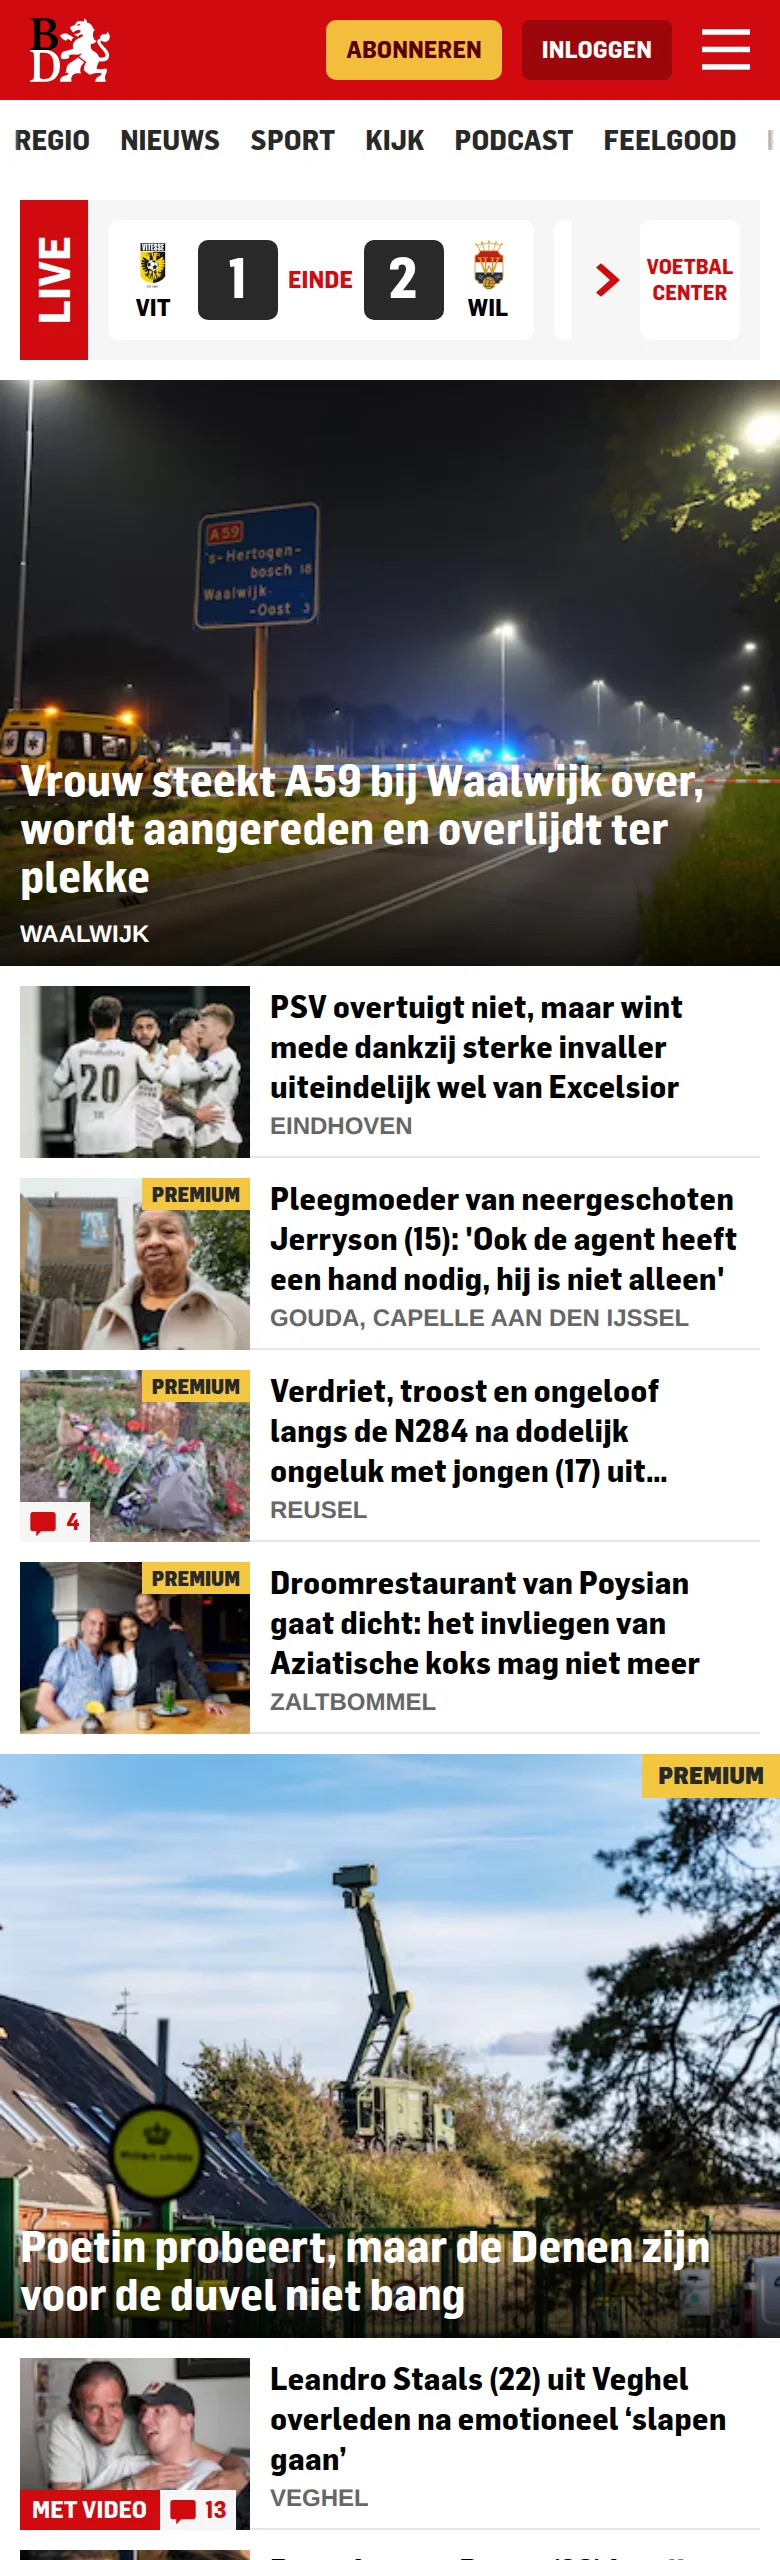 B
D
ABONNEREN
INLOGGEN
REGIO NIEUWS SPORT KIJK PODCAST FEELGOOD
LIVE
VITESSE
VIT
1
EINDE
2
WIL
VOETBAL
CENTER
A59
's-Hertogen-
bosch 18
Waalwijk
-Oost 3
Vrouw steekt A59 bij Waalwijk over,
wordt aangereden en overlijdt ter
plekke
WAALWIJK
20
PSV overtuigt niet, maar wint
mede dankzij sterke invaller
uiteindelijk wel van Excelsior
EINDHOVEN
PREMIUM
Pleegmoeder van neergeschoten
Jerryson (15): 'Ook de agent heeft
een hand nodig, hij is niet alleen'
GOUDA, CAPELLE AAN DEN IJSSEL
PREMIUM
4
Verdriet, troost en ongeloof
langs de N284 na dodelijk
ongeluk met jongen (17) uit...
REUSEL
PREMIUM
Droomrestaurant van Poysian
gaat dicht: het invliegen van
Aziatische koks mag niet meer
ZALTBOMMEL
PREMIUM
Poetin probeert, maar de Denen zijn
voor de duvel niet bang
MET VIDEO
13
Leandro Staals (22) uit Veghel
overleden na emotioneel ‘slapen
gaan’
VEGHEL